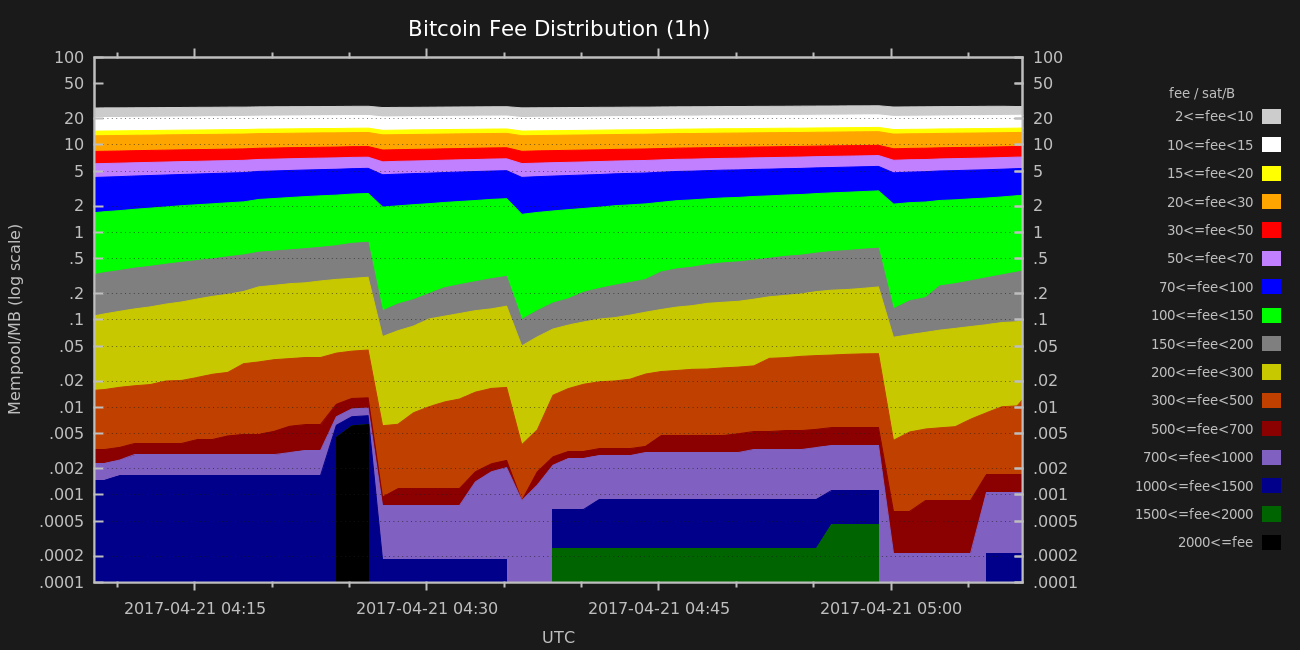 Bitcoin Fee Distribution (1h)
Mempool/MB (log scale)
100
50
20
10
5
2
1
.5
.2
.1
.05
.02
.01
.005
.002
.001
.0005
.0002
.0001
100
50
20
10
5
2
1
.5
.2
.1
.05
.02
.01
.005
.002
.001
.0005
.0002
.0001
2017-04-21 04:15
2017-04-21 04:30
2017-04-21 04:45
2017-04-21 05:00
UTC
fee / sat/B
2<=fee<10
10<=fee<15
15<=fee<20
20<=fee<30
30<=fee<50
50<=fee<70
70<=fee<100
100<=fee<150
150<=fee<200
200<=fee<300
300<=fee<500
500<=fee<700
700<=fee<1000
1000<=fee<1500
1500<=fee<2000
2000<=fee